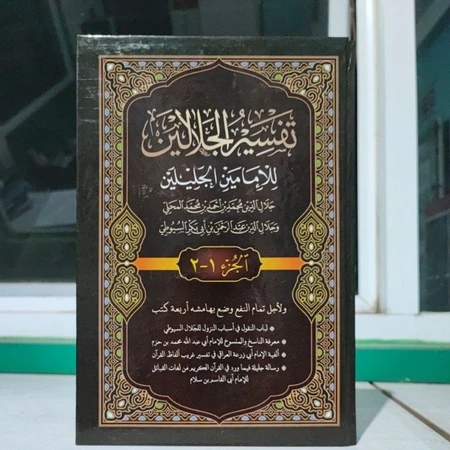 تفسير الجلالين
للإمامين الجليلين
جلال الدين محمد بن أحمد بن محمد المحلي
وجلال الدين عبد الرحمن بن أبي بكر السيوطي
الجزء ١-٢
ولأجل تمام النفع وضع بهامشه أربعة كتب
• لباب النقول في أسباب النزول للجلال السيوطي
• معرفة الناسخ والمنسوخ للإمام أبي عبد الله محمد بن حزم
• ألفية الإمام أبي زرعة العراقي في تفسير غريب ألفاظ القرآن
• رسالة جليلة فيما ورد في القرآن الكريم من لغات القبائل
للإمام أبي القاسم بن سلام